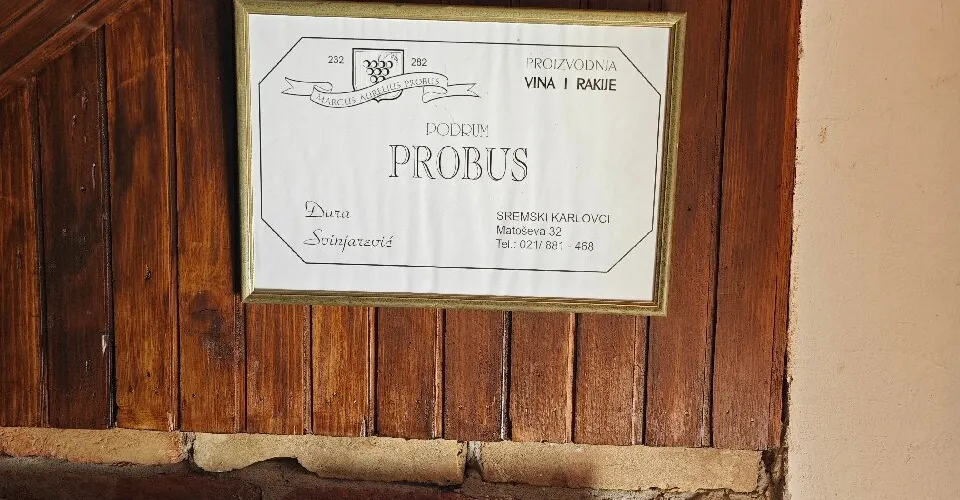 232 282
MARCUS AURELIUS PROBUS
PROIZVODNJA
VINA I RAKIJE
PODRUM
PROBUS
Đura
Svinjarević
SREMSKI KARLOVCI
Matoševa 32
Tel.: 021/ 881 - 468